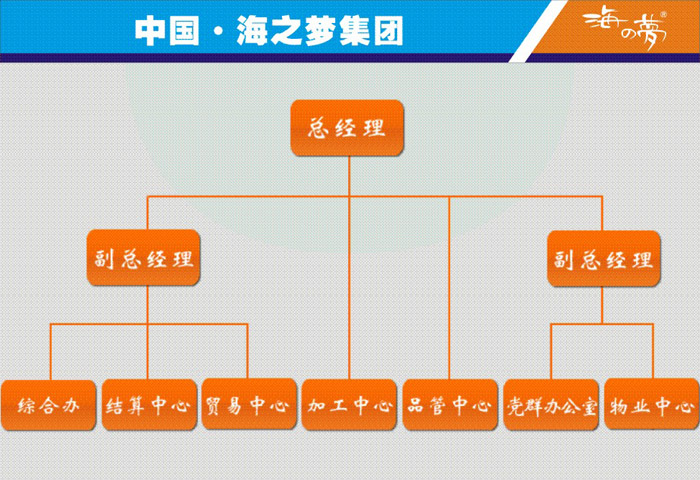 中国·海之梦集团
海の夢®
总经理
副总经理
副总经理
综合办
结算中心
贸易中心
加工中心
品管中心
党群办公室
物业中心